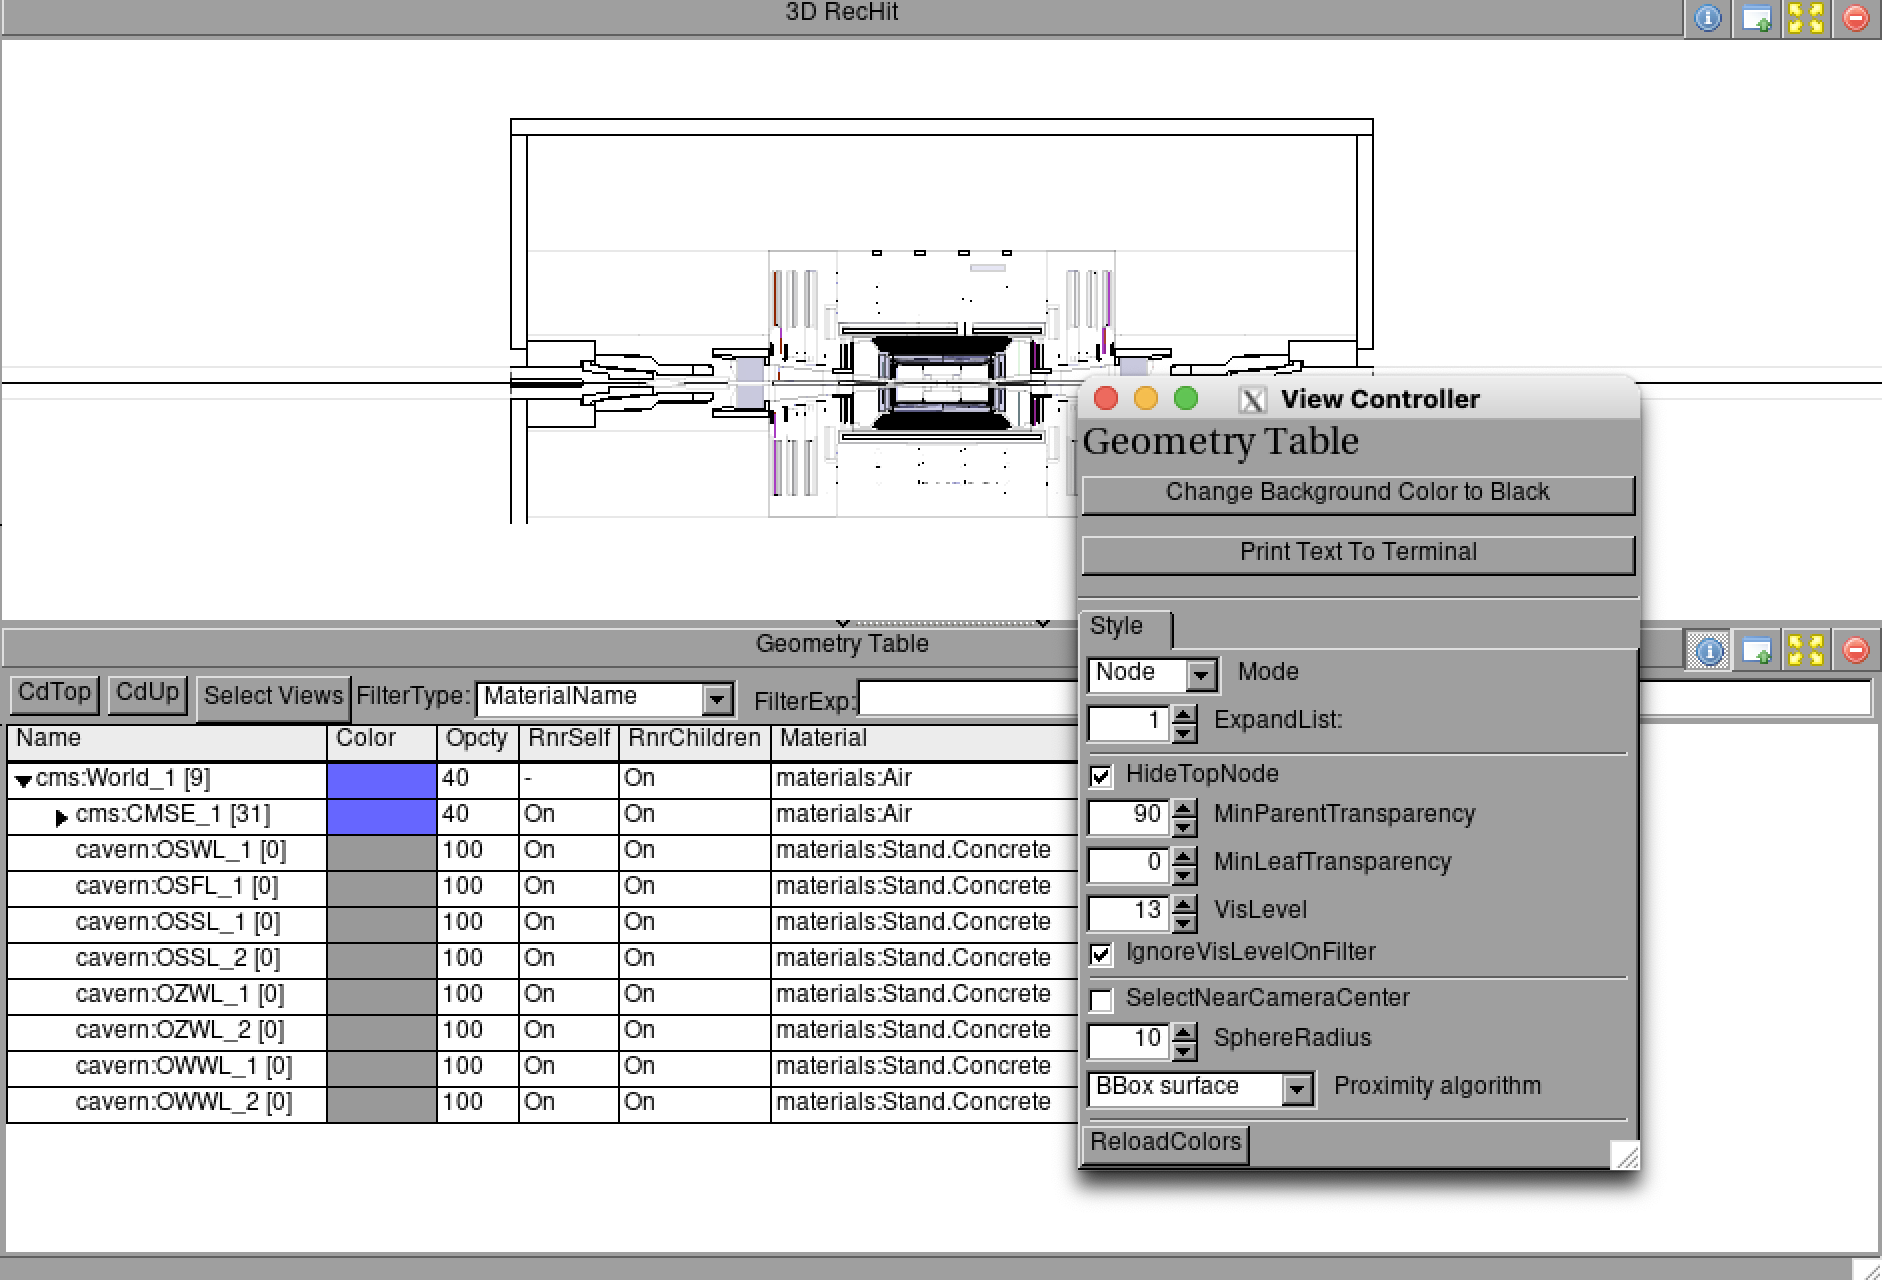 3D RecHit
View Controller
Geometry Table
Change Background Color to Black
Print Text To Terminal
Style
Node Mode
1 ExpandList:
HideTopNode
90 MinParentTransparency
0 MinLeafTransparency
13 VisLevel
IgnoreVisLevelOnFilter
SelectNearCameraCenter
10 SphereRadius
BBox surface Proximity algorithm
ReloadColors
Geometry Table
CdTop CdUp Select Views FilterType: MaterialName FilterExp:
Name Color Opcty RnrSelf RnrChildren Material
cms:World_1 [9] 40 - On materials:Air
cms:CMSE_1 [31] 40 On On materials:Air
cavern:OSWL_1 [0] 100 On On materials:Stand.Concrete
cavern:OSFL_1 [0] 100 On On materials:Stand.Concrete
cavern:OSSL_1 [0] 100 On On materials:Stand.Concrete
cavern:OSSL_2 [0] 100 On On materials:Stand.Concrete
cavern:OZWL_1 [0] 100 On On materials:Stand.Concrete
cavern:OZWL_2 [0] 100 On On materials:Stand.Concrete
cavern:OWWL_1 [0] 100 On On materials:Stand.Concrete
cavern:OWWL_2 [0] 100 On On materials:Stand.Concrete